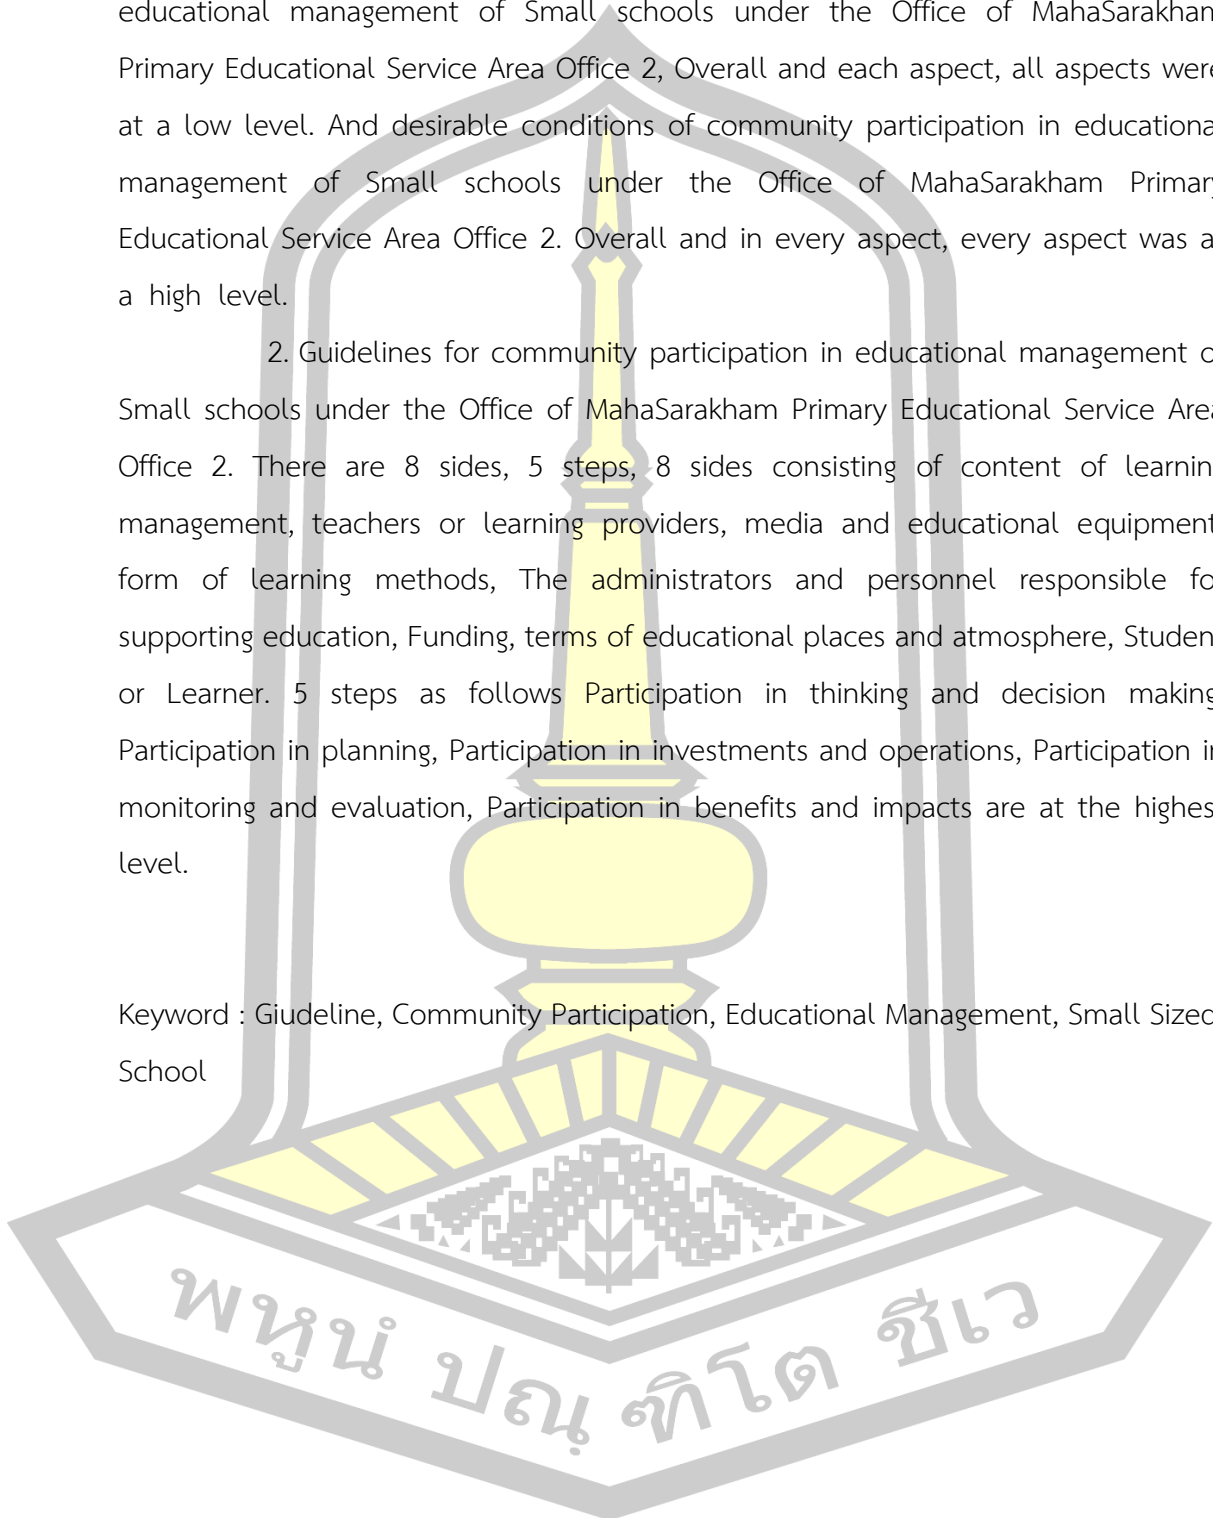 educational management of Small schools under the Office of MahaSarakham
Primary Educational Service Area Office 2, Overall and each aspect, all aspects were
at a low level. And desirable conditions of community participation in educationa
management of Small schools under the Office of MahaSarakham Primary
Educational Service Area Office 2. Overall and in every aspect, every aspect was a
a high level.
2. Guidelines for community participation in educational management o
Small schools under the Office of MahaSarakham Primary Educational Service Area
Office 2. There are 8 sides, 5 steps, 8 sides consisting of content of learnin
management, teachers or learning providers, media and educational equipment
form of learning methods, The administrators and personnel responsible fo
supporting education, Funding, terms of educational places and atmosphere, Studen
or Learner. 5 steps as follows Participation in thinking and decision making
Participation in planning, Participation in investments and operations, Participation in
monitoring and evaluation, Participation in benefits and impacts are at the highes
level.
Keyword : Giudeline, Community Participation, Educational Management, Small Sized
School
พหูนํ ปณฺฑิโต ชีเว